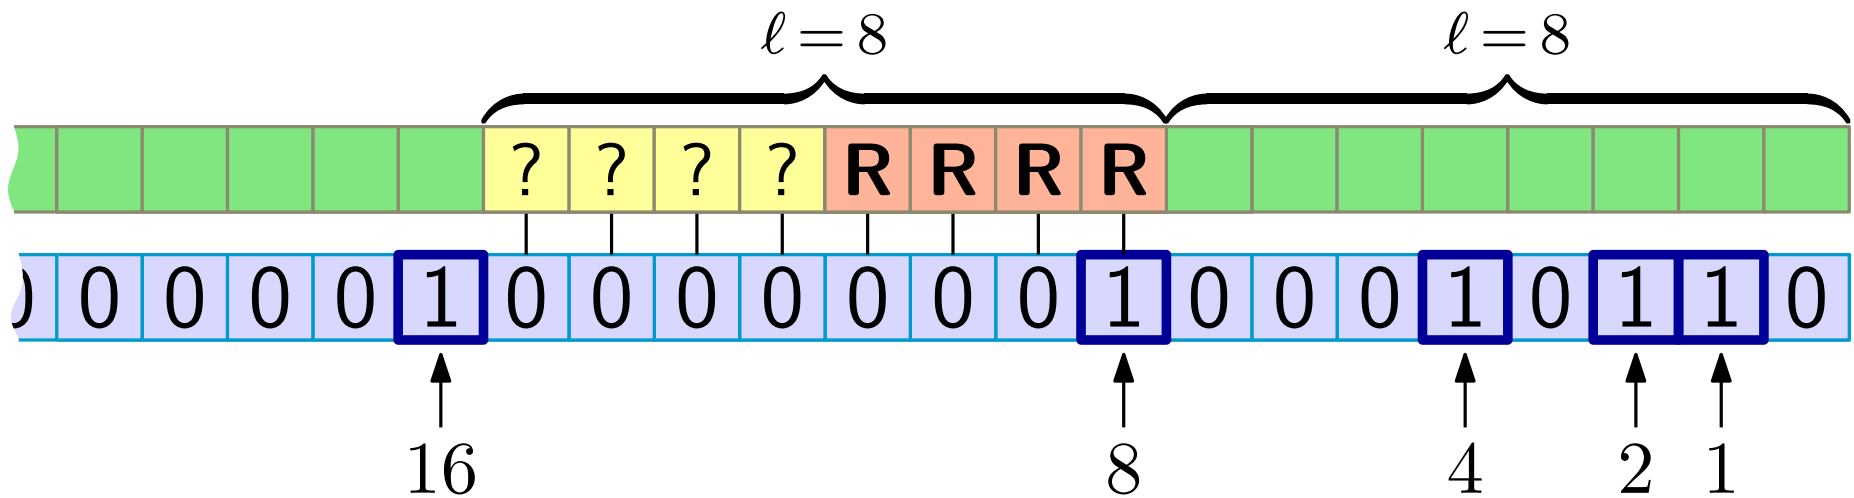 ℓ = 8 ℓ = 8
? ? ? ? R R R R
0 0 0 0 0 1 0 0 0 0 0 0 0 1 0 0 0 1 0 1 1 0
16 8 4 2 1